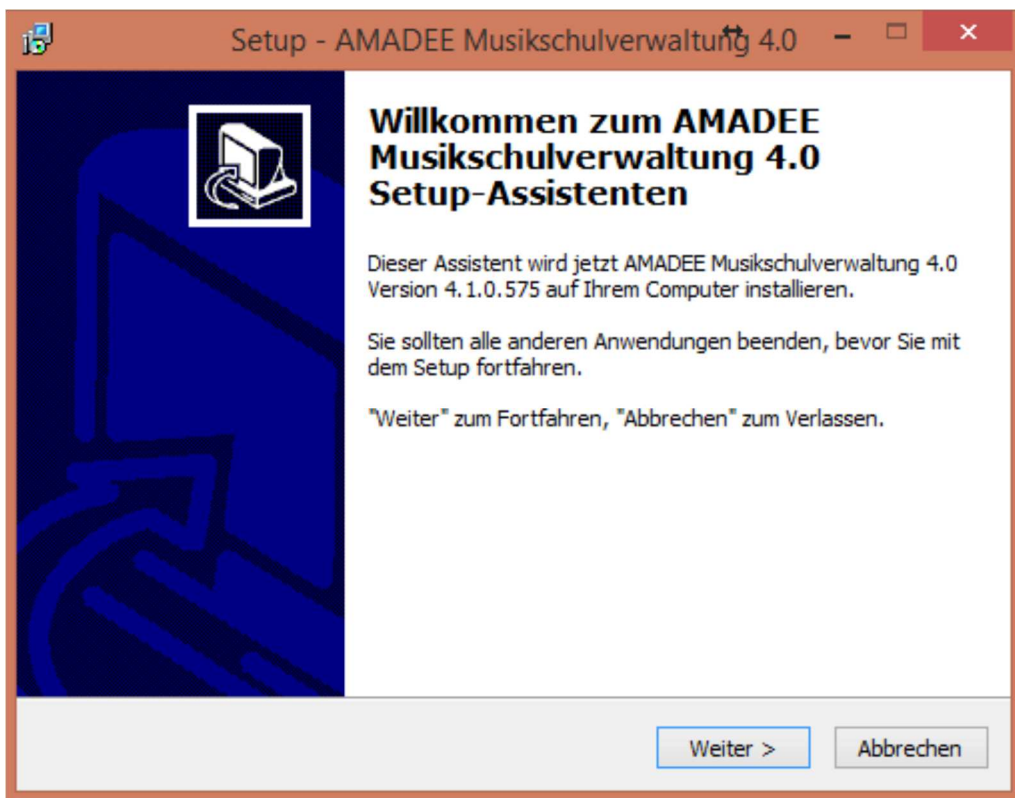 Setup - AMADEE Musikschulverwaltung 4.0
Willkommen zum AMADEE
Musikschulverwaltung 4.0
Setup-Assistenten
Dieser Assistent wird jetzt AMADEE Musikschulverwaltung 4.0
Version 4.1.0.575 auf Ihrem Computer installieren.
Sie sollten alle anderen Anwendungen beenden, bevor Sie mit
dem Setup fortfahren.
"Weiter" zum Fortfahren, "Abbrechen" zum Verlassen.
Weiter >
Abbrechen